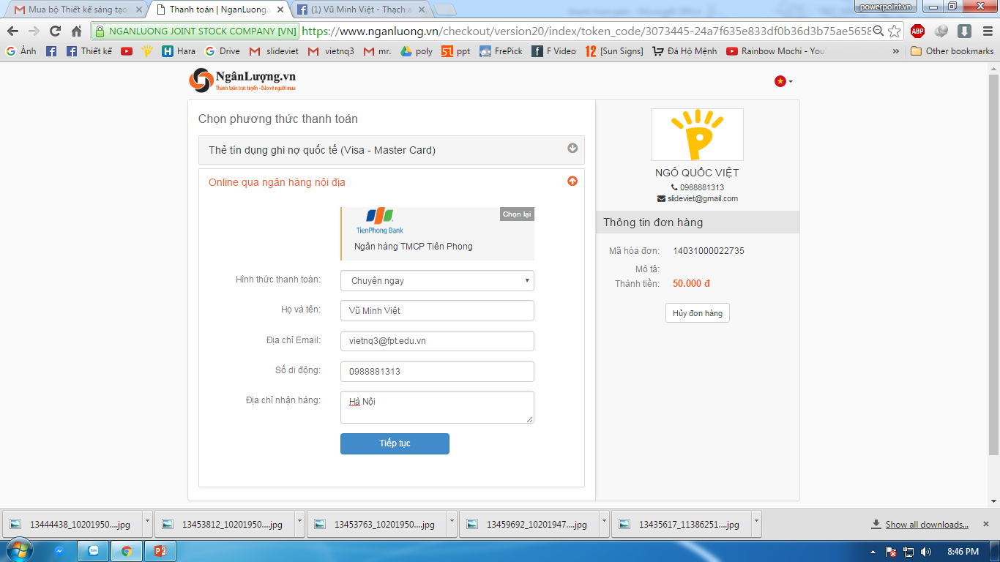 Mua bộ Thiết kế sáng tạo
Thanh toán | NganLuong.v
(1) Vũ Minh Việt - Thạch a
powerpoint.vn
NGANLUONG JOINT STOCK COMPANY [VN]
https://www.nganluong.vn/checkout/version20/index/token_code/3073445-24a7f635e833df0b36d3b75ae5658
ABP
Ảnh
Thiết kế
Hara
Drive
slideviet
vietnq3
mr.
poly
ppt
FrePick
F Video
[Sun Signs]
Đá Hộ Mệnh
Rainbow Mochi - You
»
Other bookmarks
NgânLượng.vn
Thanh toán trực tuyến - Bảo vệ người mua
Chọn phương thức thanh toán
Thẻ tín dụng ghi nợ quốc tế (Visa - Master Card)
Online qua ngân hàng nội địa
TienPhong Bank
Chọn lại
Ngân hàng TMCP Tiên Phong
Hình thức thanh toán:
Chuyển ngay
Họ và tên:
Vũ Minh Việt
Địa chỉ Email:
vietnq3@fpt.edu.vn
Số di động:
0988881313
Địa chỉ nhận hàng:
Hà Nội
Tiếp tục
P
NGÔ QUỐC VIỆT
0988881313
slideviet@gmail.com
Thông tin đơn hàng
Mã hóa đơn: 14031000022735
Mô tả:
Thành tiền: 50.000 đ
Hủy đơn hàng
13444438_10201950....jpg
13453812_10201950....jpg
13453763_10201950....jpg
13459692_10201947....jpg
13435617_11386251....jpg
Show all downloads...
8:46 PM